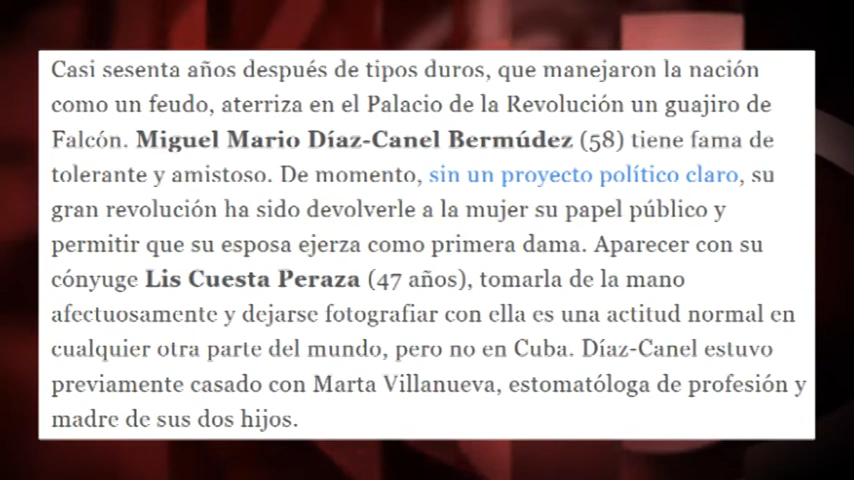 Casi sesenta años después de tipos duros, que manejaron la nación
como un feudo, aterriza en el Palacio de la Revolución un guajiro de
Falcón. Miguel Mario Díaz-Canel Bermúdez (58) tiene fama de
tolerante y amistoso. De momento, sin un proyecto político claro, su
gran revolución ha sido devolverle a la mujer su papel público y
permitir que su esposa ejerza como primera dama. Aparecer con su
cónyuge Lis Cuesta Peraza (47 años), tomarla de la mano
afectuosamente y dejarse fotografiar con ella es una actitud normal en
cualquier otra parte del mundo, pero no en Cuba. Díaz-Canel estuvo
previamente casado con Marta Villanueva, estomatóloga de profesión y
madre de sus dos hijos.